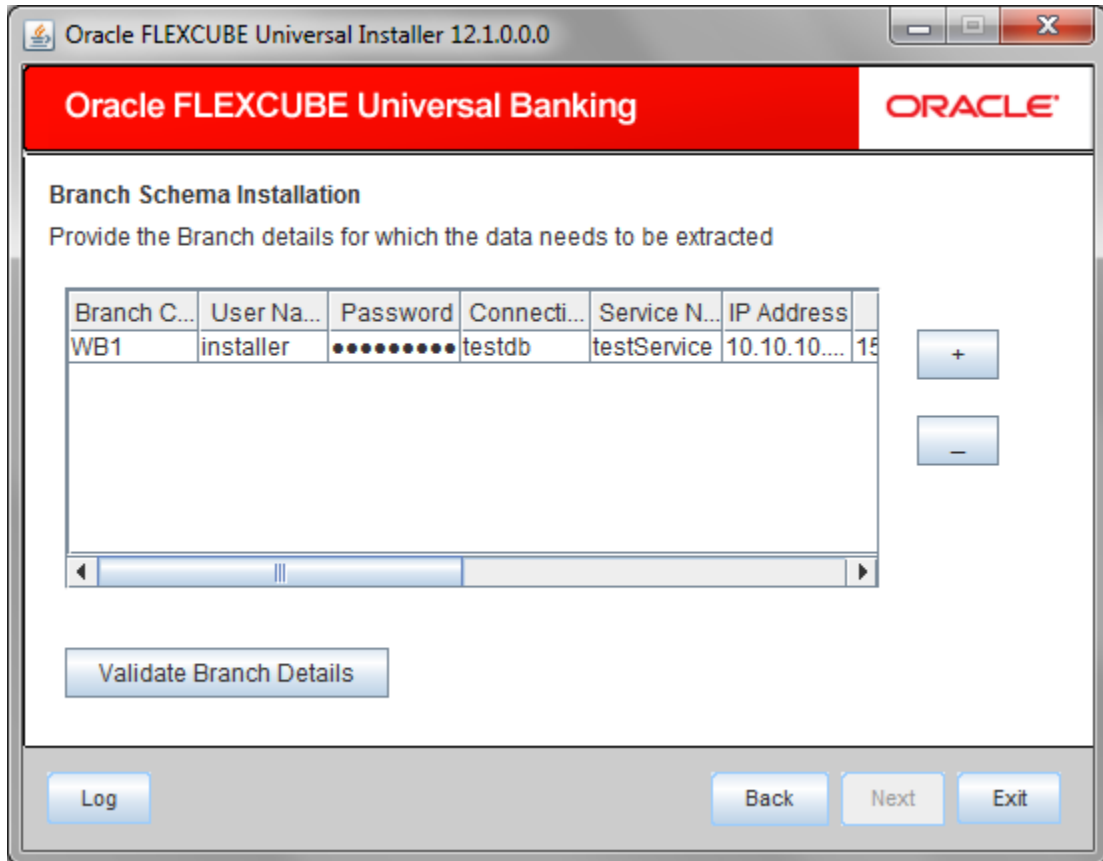 Oracle FLEXCUBE Universal Installer 12.1.0.0.0
Oracle FLEXCUBE Universal Banking
ORACLE
Branch Schema Installation
Provide the Branch details for which the data needs to be extracted
Branch C... User Na... Password Connecti... Service N... IP Address
WB1 installer ●●●●●●●●● testdb testService 10.10.10.... 15
+
_
Validate Branch Details
Log Back Next Exit